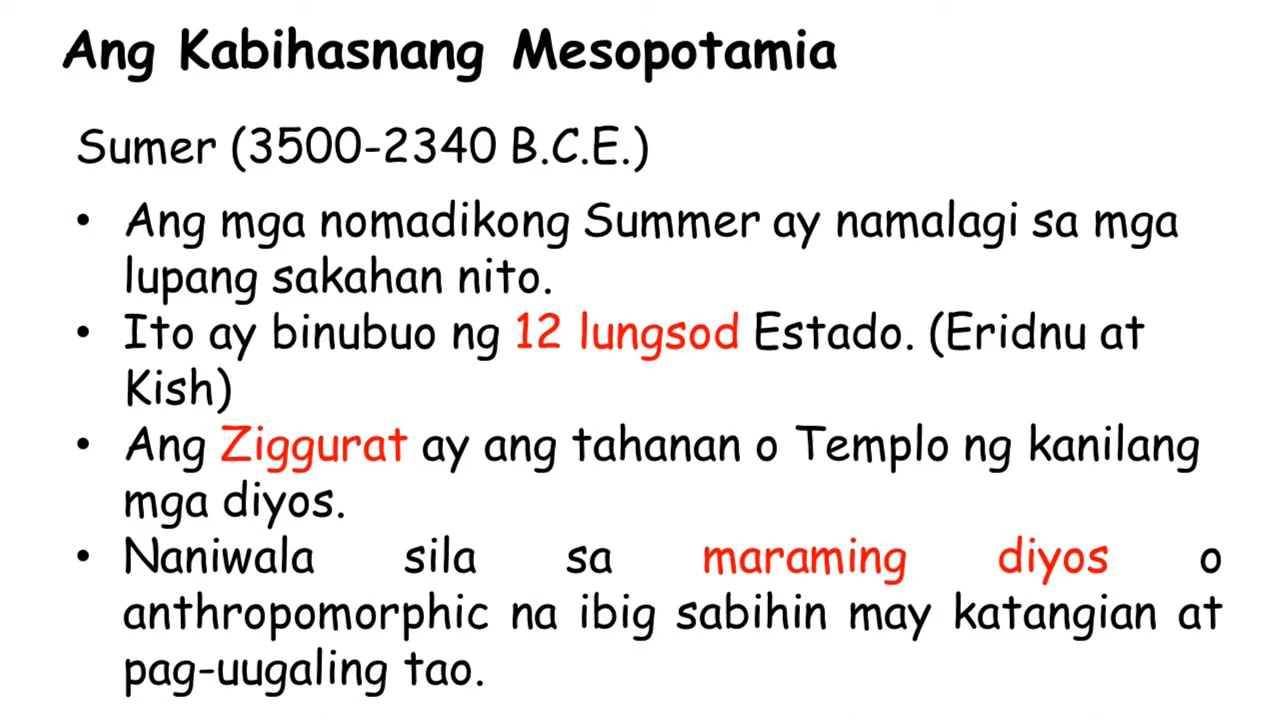 Ang Kabihasnang Mesopotamia
Sumer (3500-2340 B.C.E.)
• Ang mga nomadikong Summer ay namalagi sa mga
lupang sakahan nito.
• Ito ay binubuo ng 12 lungsod Estado. (Eridnu at
Kish)
• Ang Ziggurat ay ang tahanan o Templo ng kanilang
mga diyos.
• Naniwala sila sa maraming diyos o
anthropomorphic na ibig sabihin may katangian at
pag-uugaling tao.